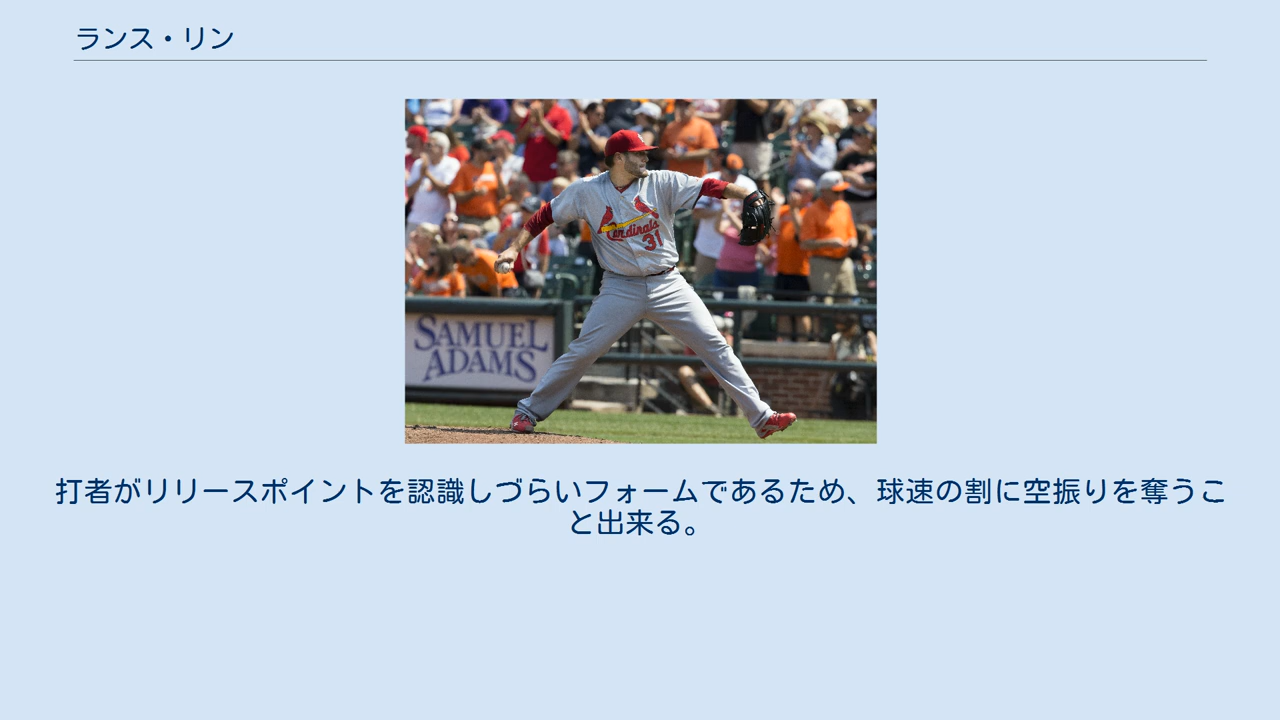 ランス・リン
Cardinals
31
SAMUEL
ADAMS
打者がリリースポイントを認識しづらいフォームであるため、球速の割に空振りを奪うこ
と出来る。